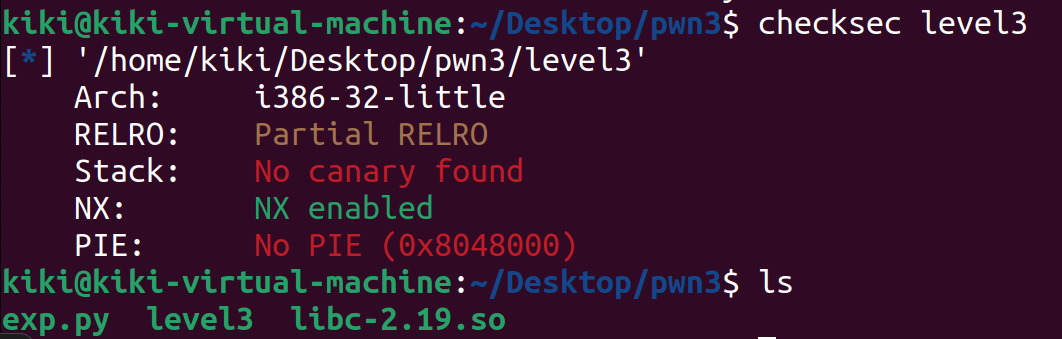 kiki@kiki-virtual-machine:~/Desktop/pwn3$ checksec level3
[*] '/home/kiki/Desktop/pwn3/level3'
    Arch:     i386-32-little
    RELRO:    Partial RELRO
    Stack:    No canary found
    NX:       NX enabled
    PIE:      No PIE (0x8048000)
kiki@kiki-virtual-machine:~/Desktop/pwn3$ ls
exp.py  level3  libc-2.19.so